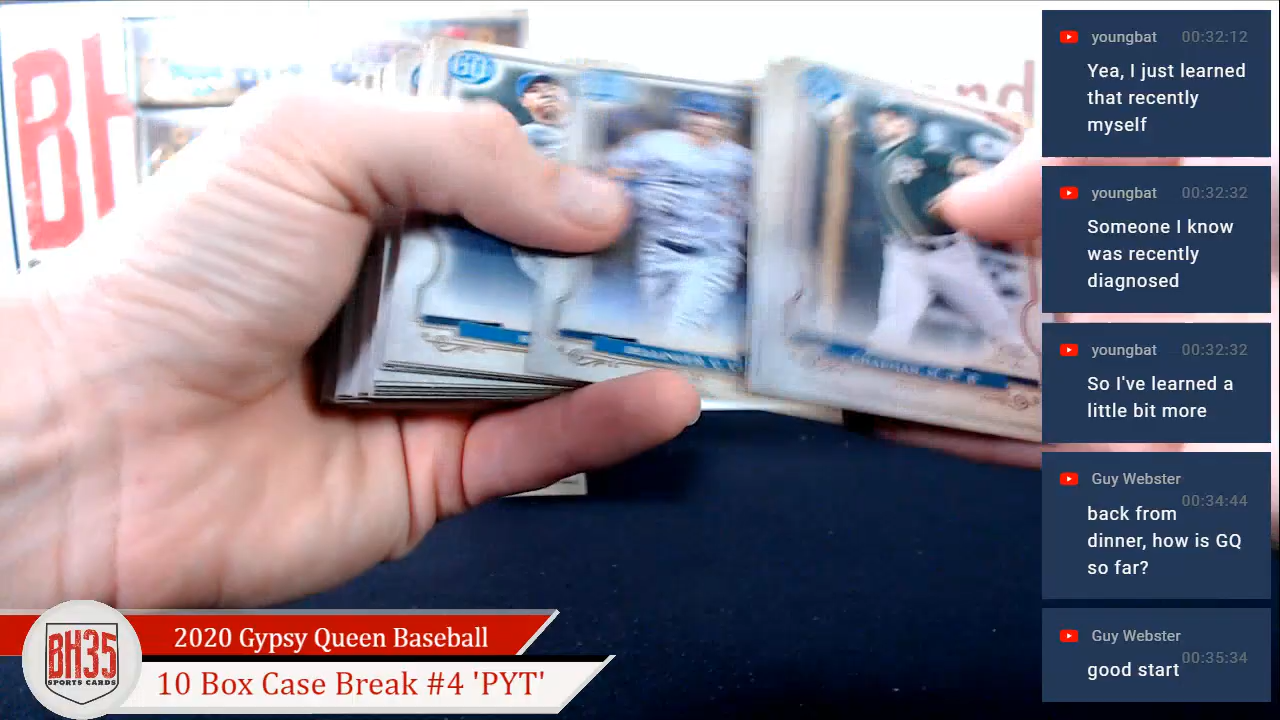 BH
nd
GQ
youngbat 00:32:12
Yea, I just learned
that recently
myself
youngbat 00:32:32
Someone I know
was recently
diagnosed
youngbat 00:32:32
So I've learned a
little bit more
Guy Webster
00:34:44
back from
dinner, how is GQ
so far?
Guy Webster
00:35:34
good start
2020 Gypsy Queen Baseball
10 Box Case Break #4 'PYT'
BH35
SPORTS CARDS